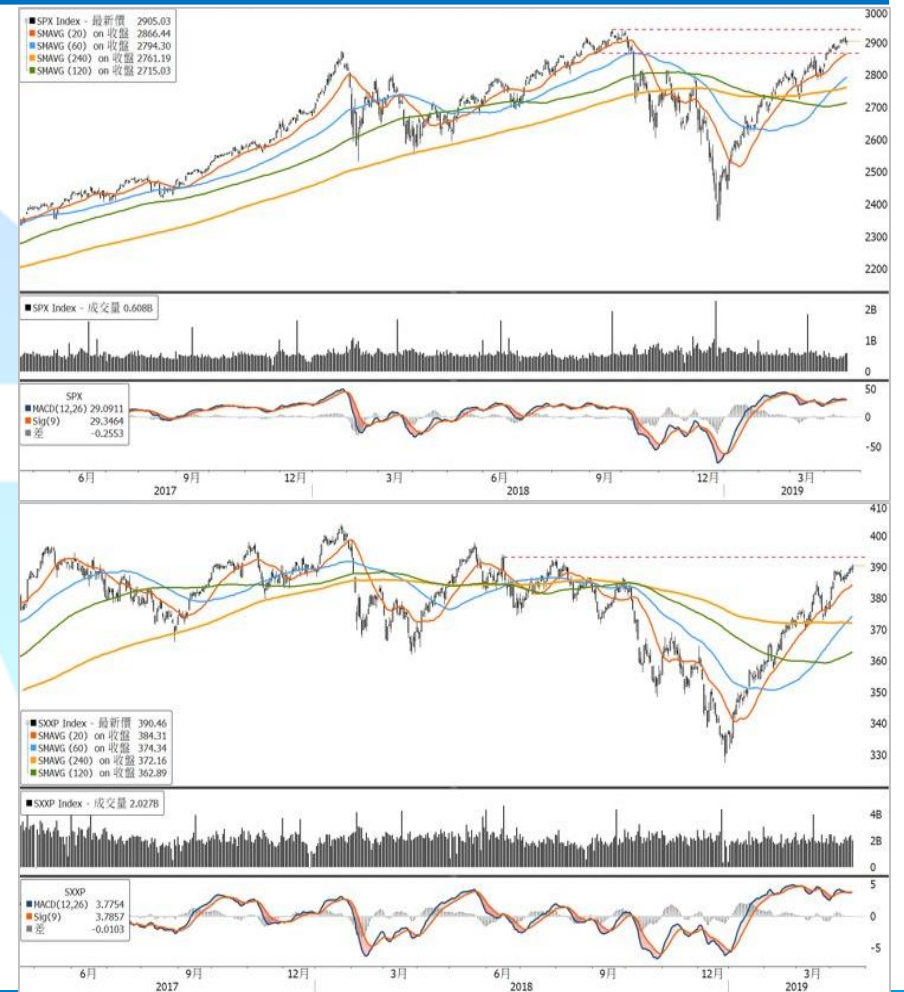 ■SPX Index - 最新價 2905.03
■SMAVG (20) on 收盤 2866.44
■SMAVG (60) on 收盤 2794.30
■SMAVG (240) on 收盤 2761.19
■SMAVG (120) on 收盤 2715.03
3000
2900
2800
2700
2600
2500
2400
2300
2200
■SPX Index - 成交量 0.608B
2B
1B
0
SPX
■MACD(12,26) 29.0911
■Sig(9) 29.3464
■差 -0.2553
50
0
-50
6月 9月 12月 3月 6月 9月 12月 3月
2017 2018 2019
410
400
390
380
370
360
350
340
330
■SXXP Index - 最新價 390.46
■SMAVG (20) on 收盤 384.31
■SMAVG (60) on 收盤 374.34
■SMAVG (240) on 收盤 372.16
■SMAVG (120) on 收盤 362.89
■SXXP Index - 成交量 2.027B
4B
2B
0
SXXP
■MACD(12,26) 3.7754
■Sig(9) 3.7857
■差 -0.0103
5
0
-5
6月 9月 12月 3月 6月 9月 12月 3月
2017 2018 2019